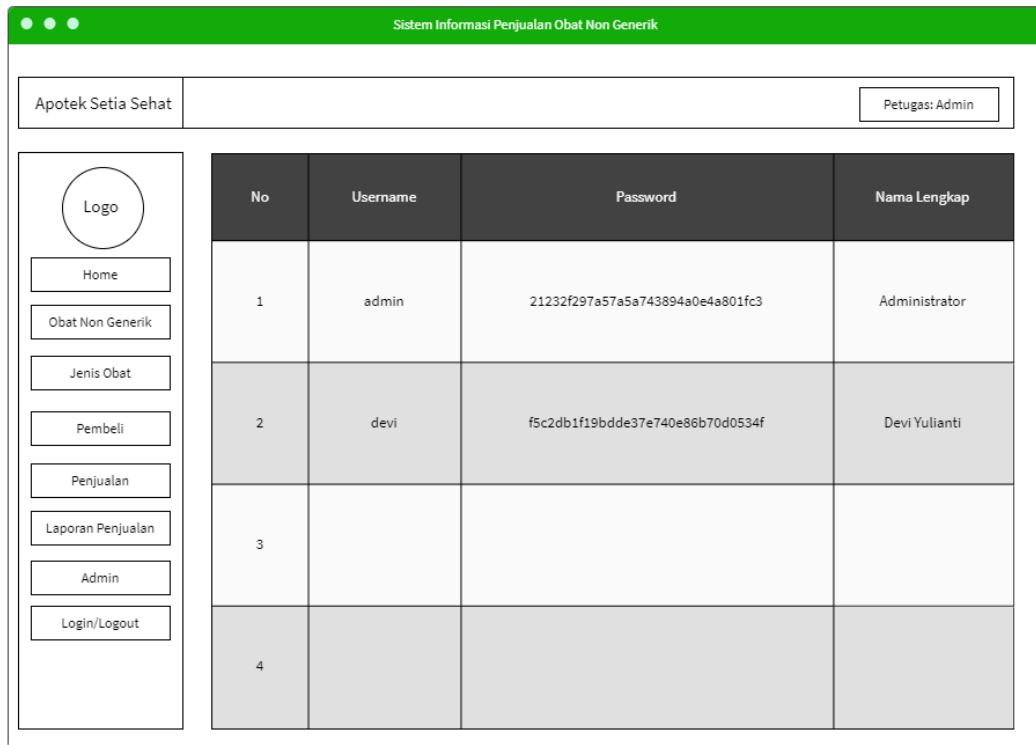 Sistem Informasi Penjualan Obat Non Generik
Apotek Setia Sehat
Petugas: Admin
Logo
Home
Obat Non Generik
Jenis Obat
Pembeli
Penjualan
Laporan Penjualan
Admin
Login/Logout
No Username Password Nama Lengkap
1 admin 21232f297a57a5a743894a0e4a801fc3 Administrator
2 devi f5c2db1f19bdde37e740e86b70d0534f Devi Yulianti
3
4